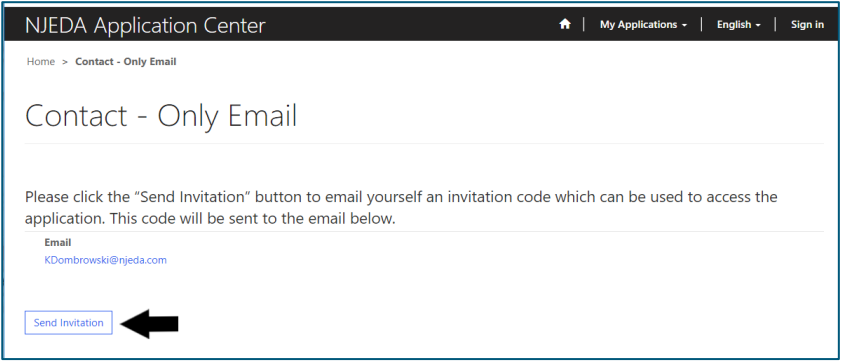 NJEDA Application Center
My Applications
English
Sign in
Home > Contact - Only Email
Contact - Only Email
Please click the “Send Invitation” button to email yourself an invitation code which can be used to access the
application. This code will be sent to the email below.
Email
KDombrowski@njeda.com
Send Invitation